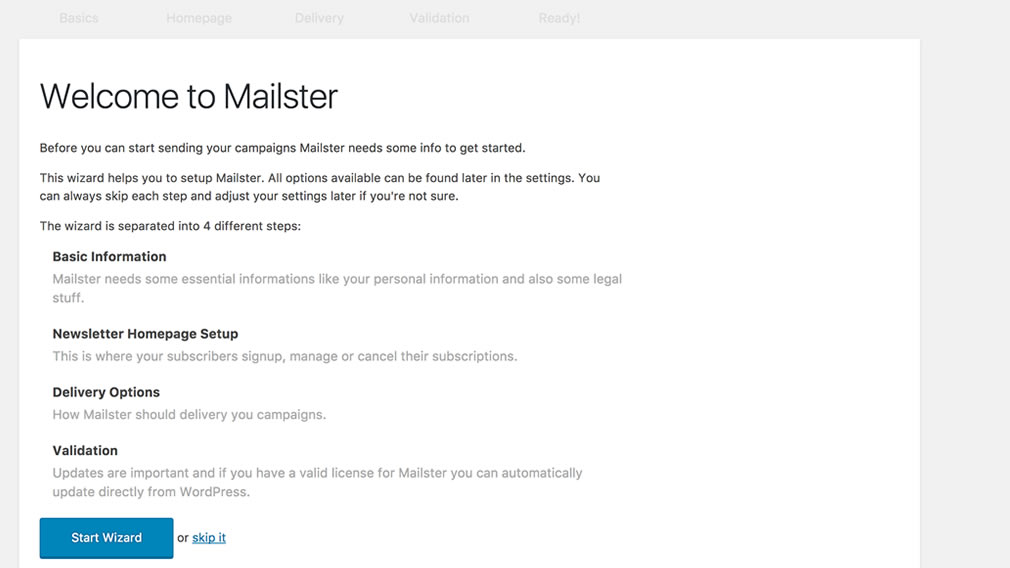 Basics Homepage Delivery Validation Ready!
Welcome to Mailster
Before you can start sending your campaigns Mailster needs some info to get started.
This wizard helps you to setup Mailster. All options available can be found later in the settings. You
can always skip each step and adjust your settings later if you're not sure.
The wizard is separated into 4 different steps:
Basic Information
Mailster needs some essential informations like your personal information and also some legal
stuff.
Newsletter Homepage Setup
This is where your subscribers signup, manage or cancel their subscriptions.
Delivery Options
How Mailster should delivery you campaigns.
Validation
Updates are important and if you have a valid license for Mailster you can automatically
update directly from WordPress.
Start Wizard or skip it